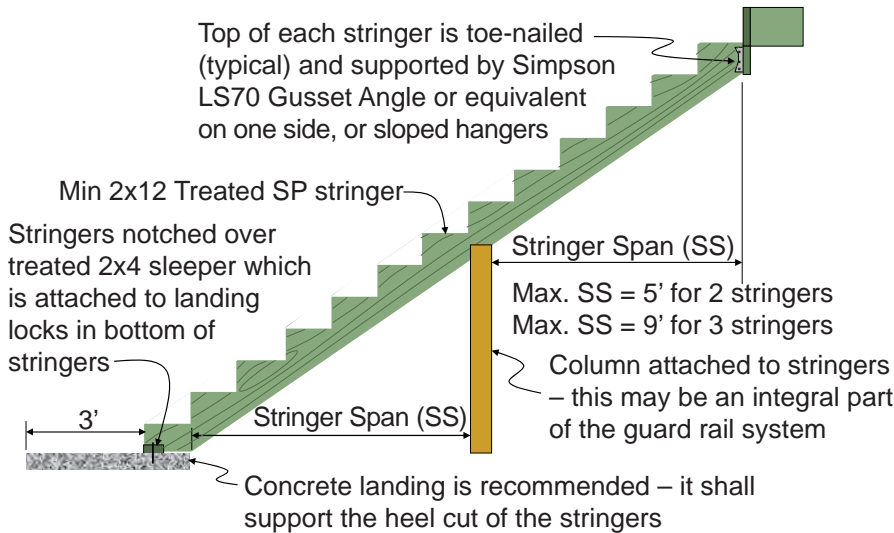 Top of each stringer is toe-nailed
(typical) and supported by Simpson
LS70 Gusset Angle or equivalent
on one side, or sloped hangers
Min 2x12 Treated SP stringer
Stringers notched over
treated 2x4 sleeper which
is attached to landing
locks in bottom of
stringers
Stringer Span (SS)
Max. SS = 5’ for 2 stringers
Max. SS = 9’ for 3 stringers
Column attached to stringers
– this may be an integral part
of the guard rail system
3’
Stringer Span (SS)
Concrete landing is recommended – it shall
support the heel cut of the stringers